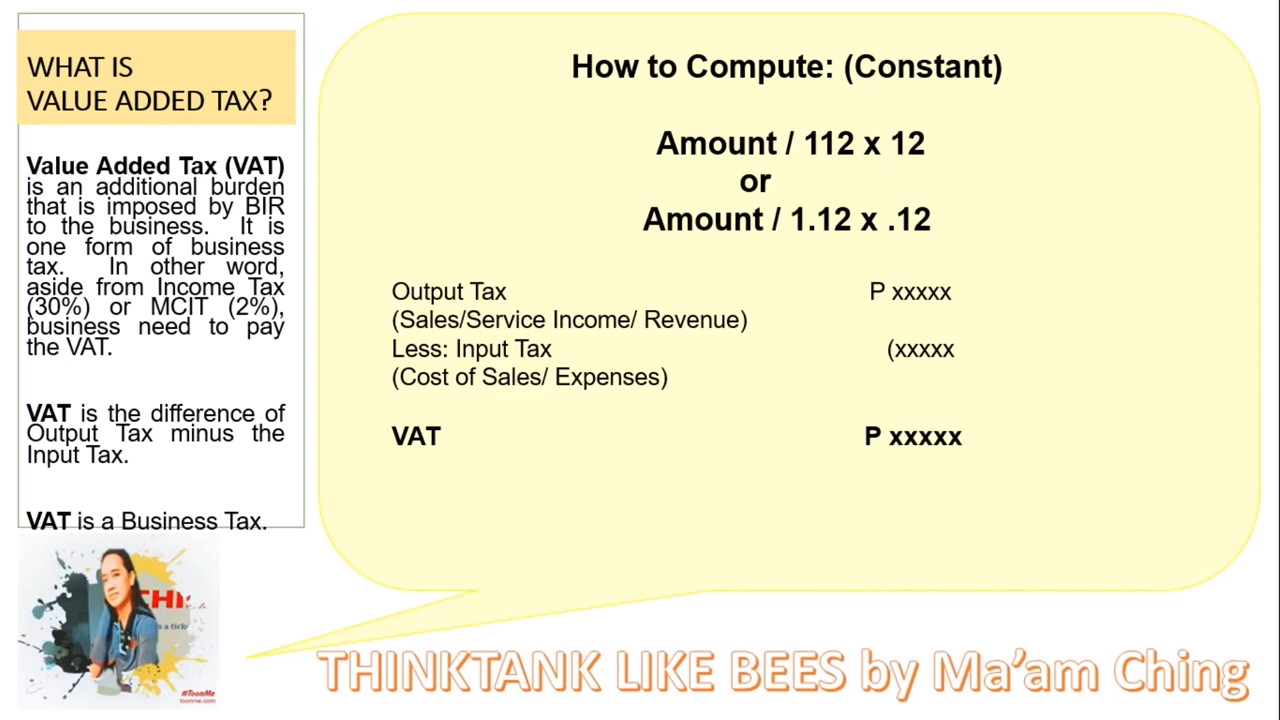 WHAT IS
VALUE ADDED TAX?
Value Added Tax (VAT)
is an additional burden
that is imposed by BIR
to the business. It is
one form of business
tax. In other word,
aside from Income Tax
(30%) or MCIT (2%),
business need to pay
the VAT.
VAT is the difference of
Output Tax minus the
Input Tax.
VAT is a Business Tax.
How to Compute: (Constant)
Amount / 112 x 12
or
Amount / 1.12 x .12
Output Tax P xxxxx
(Sales/Service Income/ Revenue)
Less: Input Tax (xxxxx
(Cost of Sales/ Expenses)
VAT P xxxxx
#ToonMe
toonme.com
THINKTANK LIKE BEES by Ma'am Ching